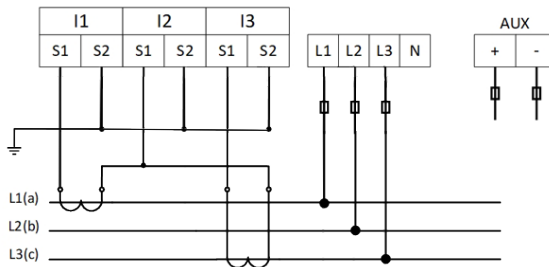 I1 I2 I3 AUX
S1 S2 S1 S2 S1 S2 L1 L2 L3 N + -
L1(a)
L2(b)
L3(c)